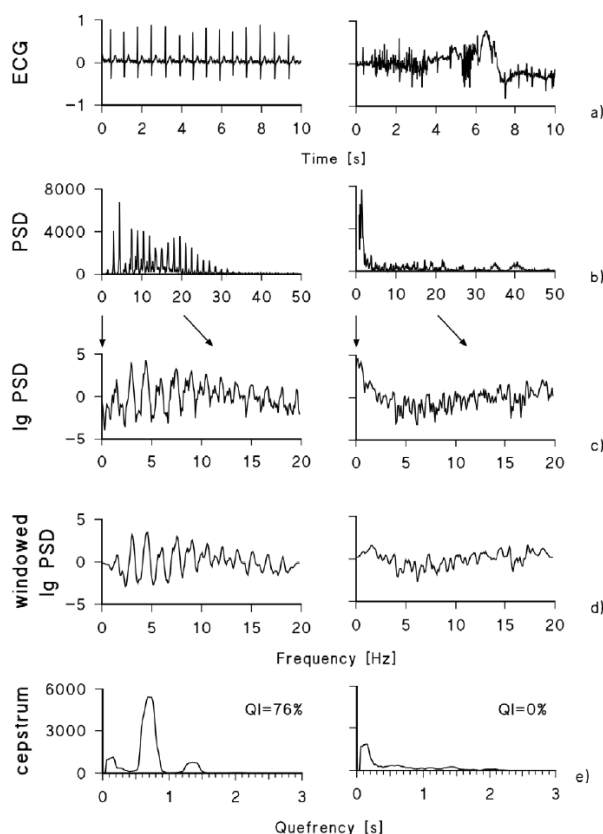 ECG
1
0
-1
0 2 4 6 8 10
0 2 4 6 8 10
a)
Time [s]
PSD
8000
4000
0
0 10 20 30 40 50
0 10 20 30 40 50
b)
lg PSD
5
0
-5
0 5 10 15 20
0 5 10 15 20
c)
windowed
lg PSD
5
0
-5
0 5 10 15 20
0 5 10 15 20
d)
Frequency [Hz]
cepstrum
6000
3000
0
QI=76%
QI=0%
0 1 2 3
0 1 2 3
e)
Quefrency [s]